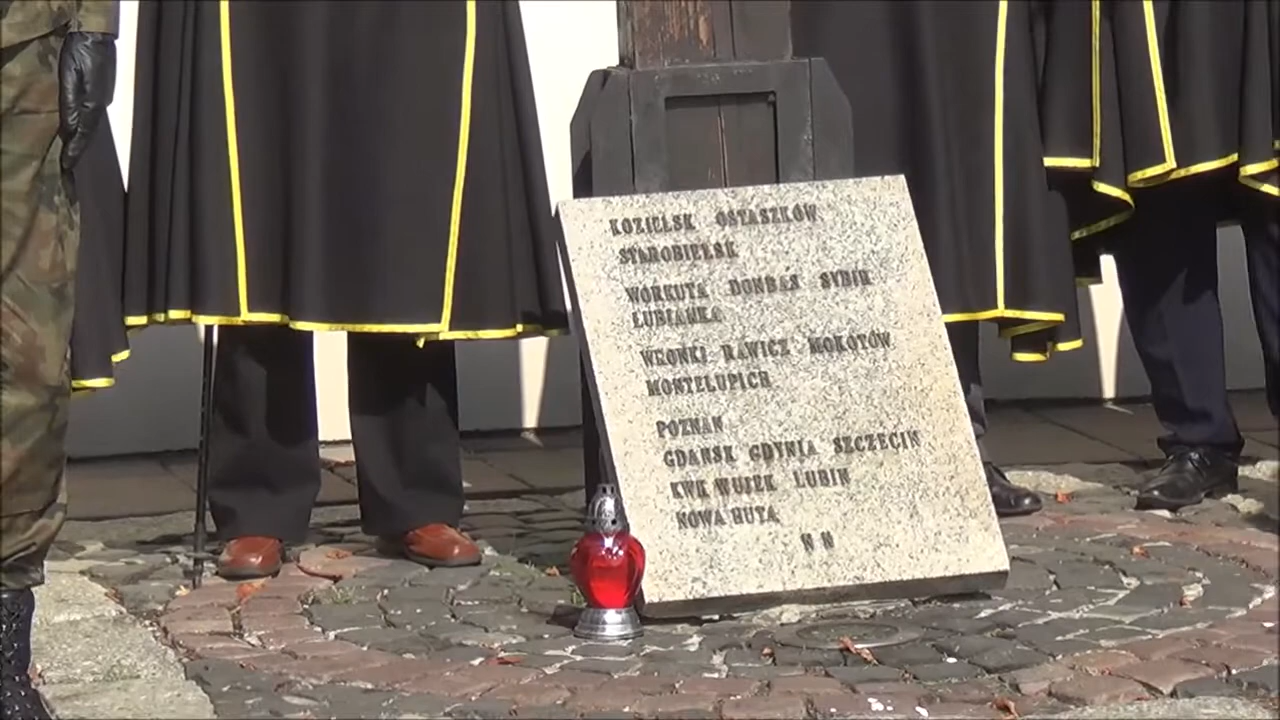 KOZIELSK OSTASZKÓW
STAROBIELSK
WORKUTA DONBAS SYBIR
ŁUBIANKA
WRONKI RAWICZ MOKOTÓW
MONTELUPICH
POZNAŃ
GDAŃSK GDYNIA SZCZECIN
KWK WUJEK LUBIN
NOWA HUTA
N N